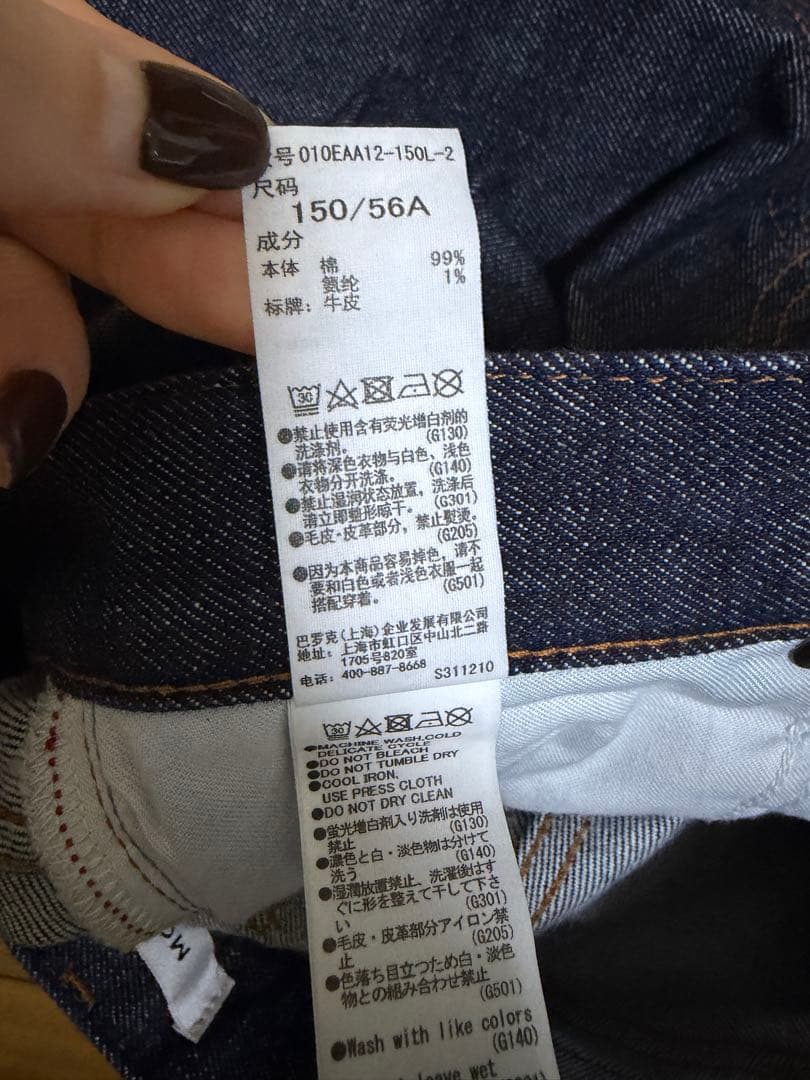 号 010EAA12-150L-2
尺码
150/56A
成分
本体 棉 99%
氨纶 1%
标牌: 牛皮
30
●禁止使用含有荧光增白剂的
洗涤剂。 (G130)
●请将深色衣物与白色、浅色
衣物分开洗涤。 (G140)
●禁止湿润状态放置，洗涤后
请立即整形晾干。 (G301)
●毛皮・皮革部分，禁止熨烫。
(G205)
●因为本商品容易掉色，请不
要和白色或者浅色衣服一起
搭配穿着。 (G501)
巴罗克(上海)企业发展有限公司
地址: 上海市虹口区中山北二路
1705号820室
电话: 400-887-8668 S311210
30
●MACHINE WASH,COLD
DELICATE CYCLE
●DO NOT BLEACH
●DO NOT TUMBLE DRY
●COOL IRON.
USE PRESS CLOTH
●DO NOT DRY CLEAN
●蛍光増白剤入り洗剤は使用
禁止 (G130)
●濃色と白・淡色物は分けて
洗う (G140)
●湿潤放置禁止、洗濯後はす
ぐに形を整えて干して下さ
い (G301)
●毛皮・皮革部分アイロン禁
止 (G205)
●色落ち目立つため白・淡色
物との組み合わせ禁止
(G501)
●Wash with like colors
(G140)
leave wet